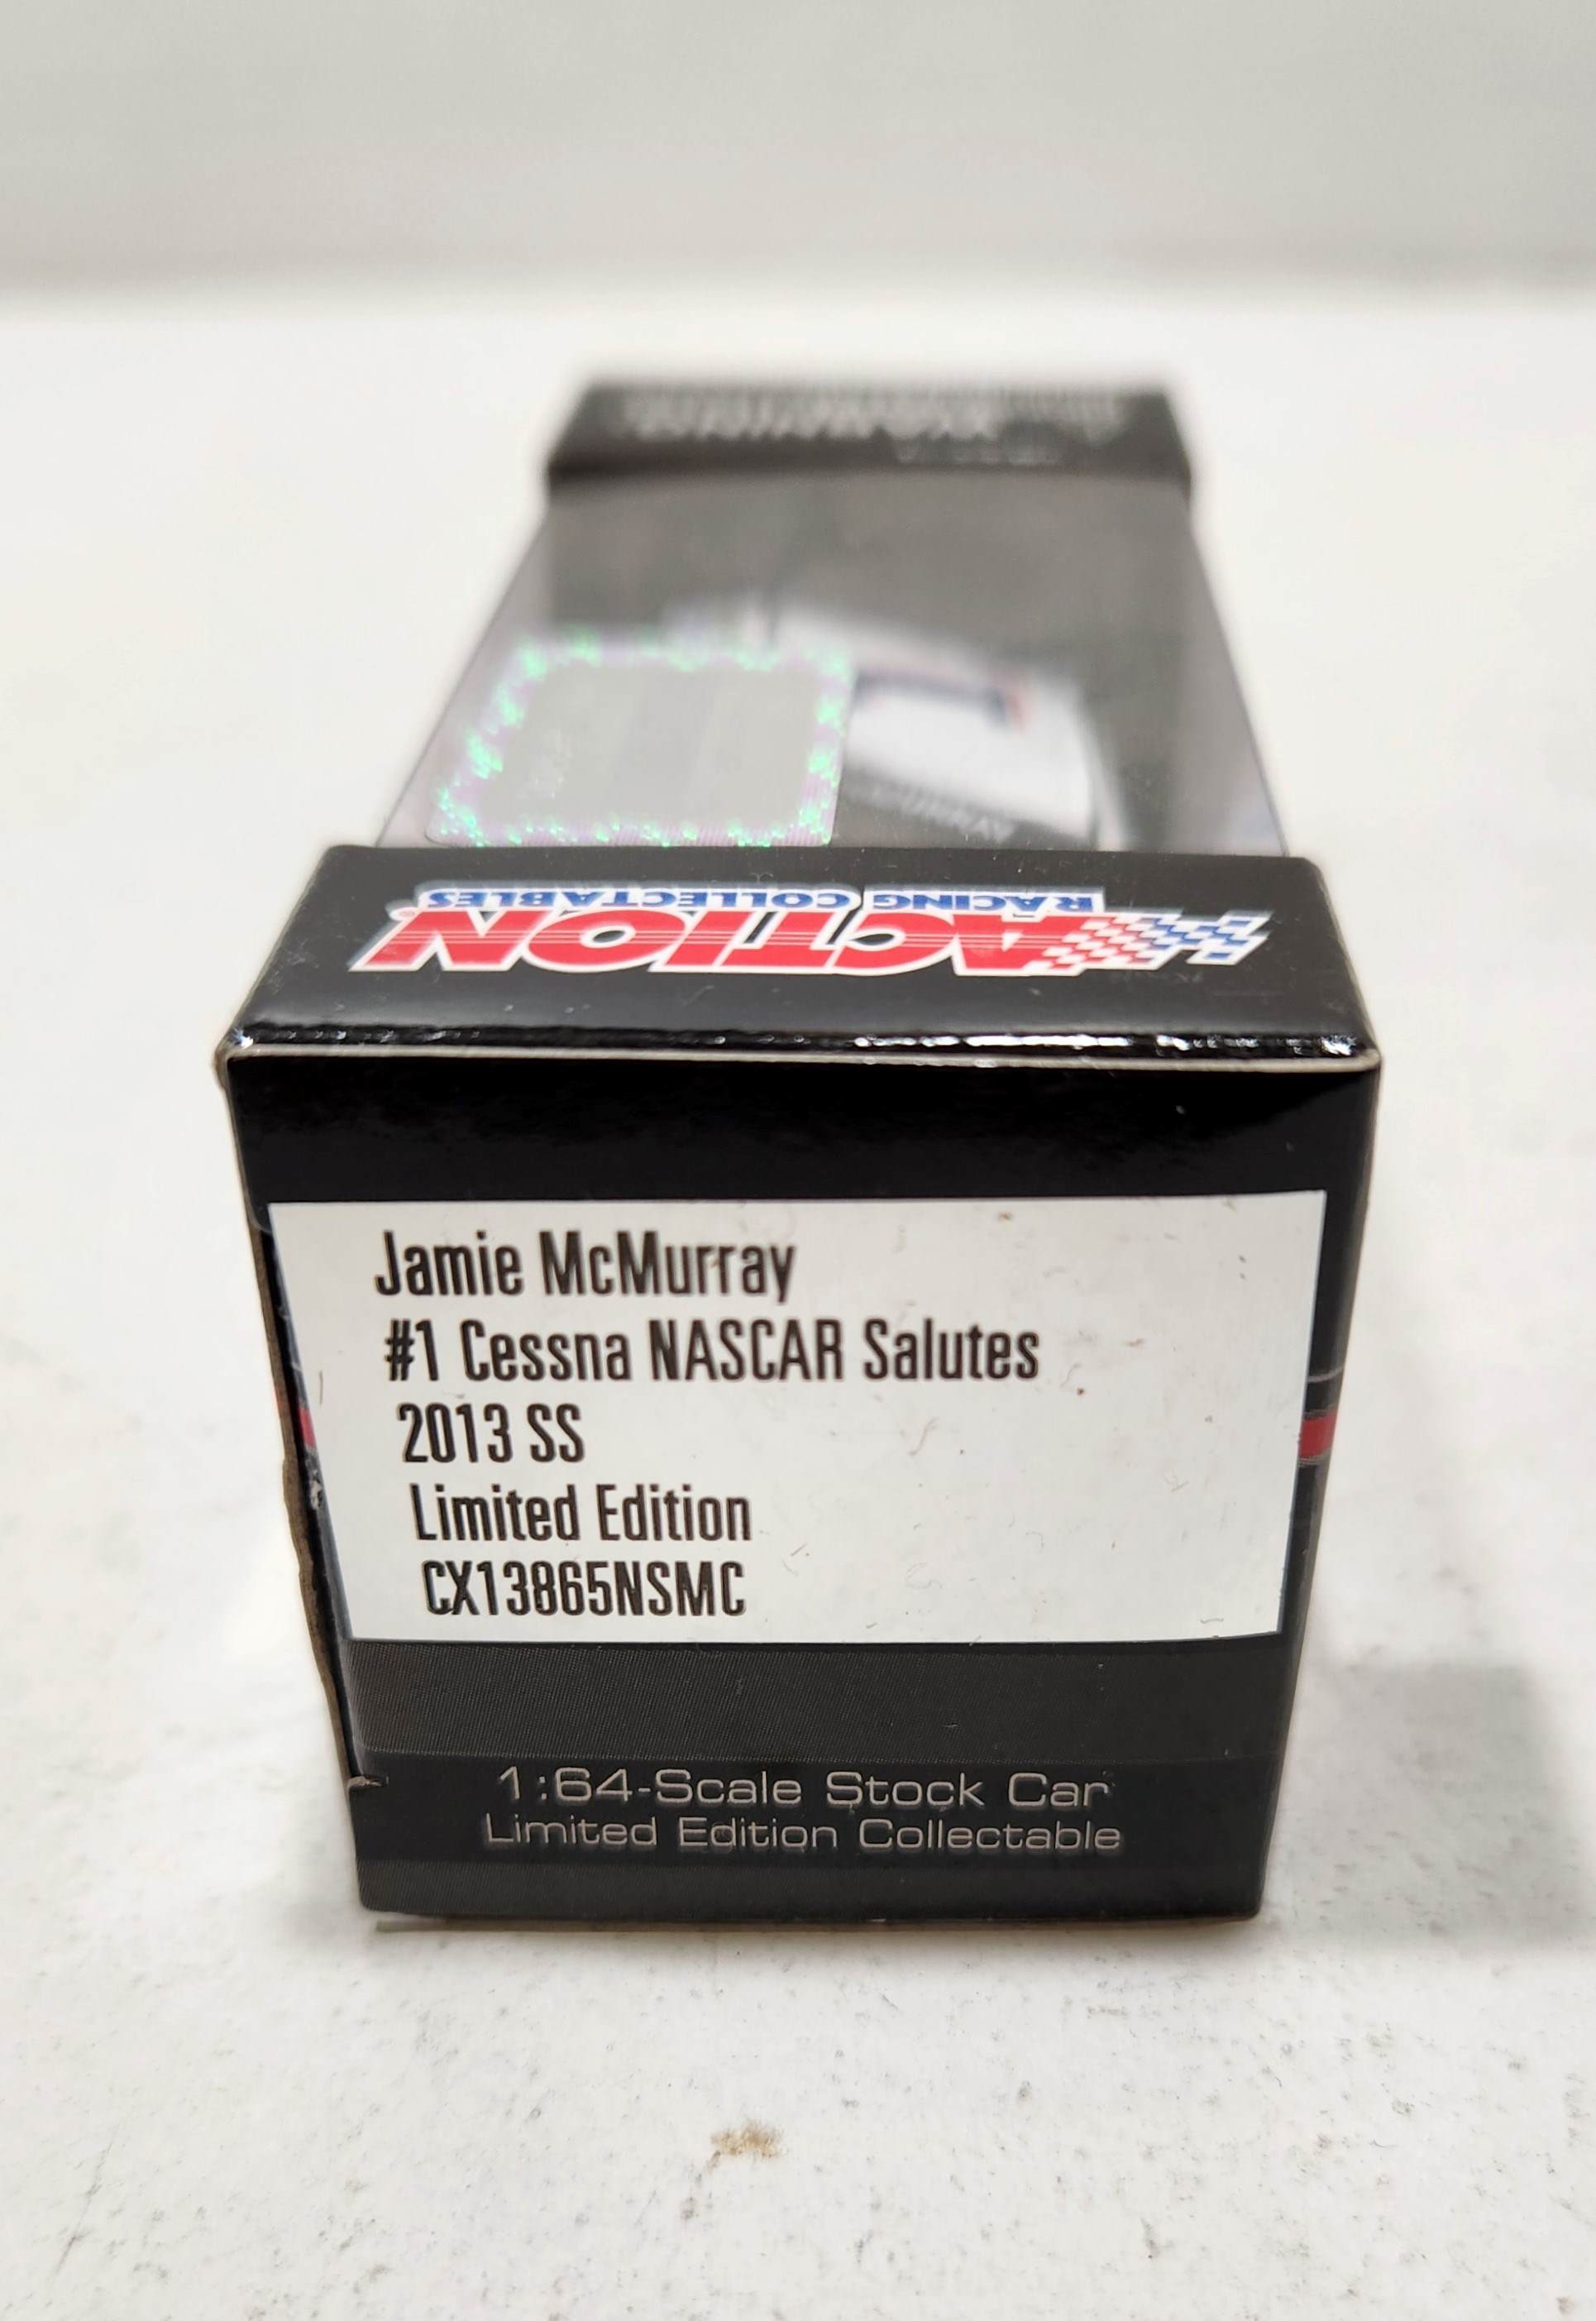 ACTION
RACING COLLECTABLES
Jamie McMurray
#1 Cessna NASCAR Salutes
2013 SS
Limited Edition
CX13865NSMC
1:64-Scale Stock Car
Limited Edition Collectable